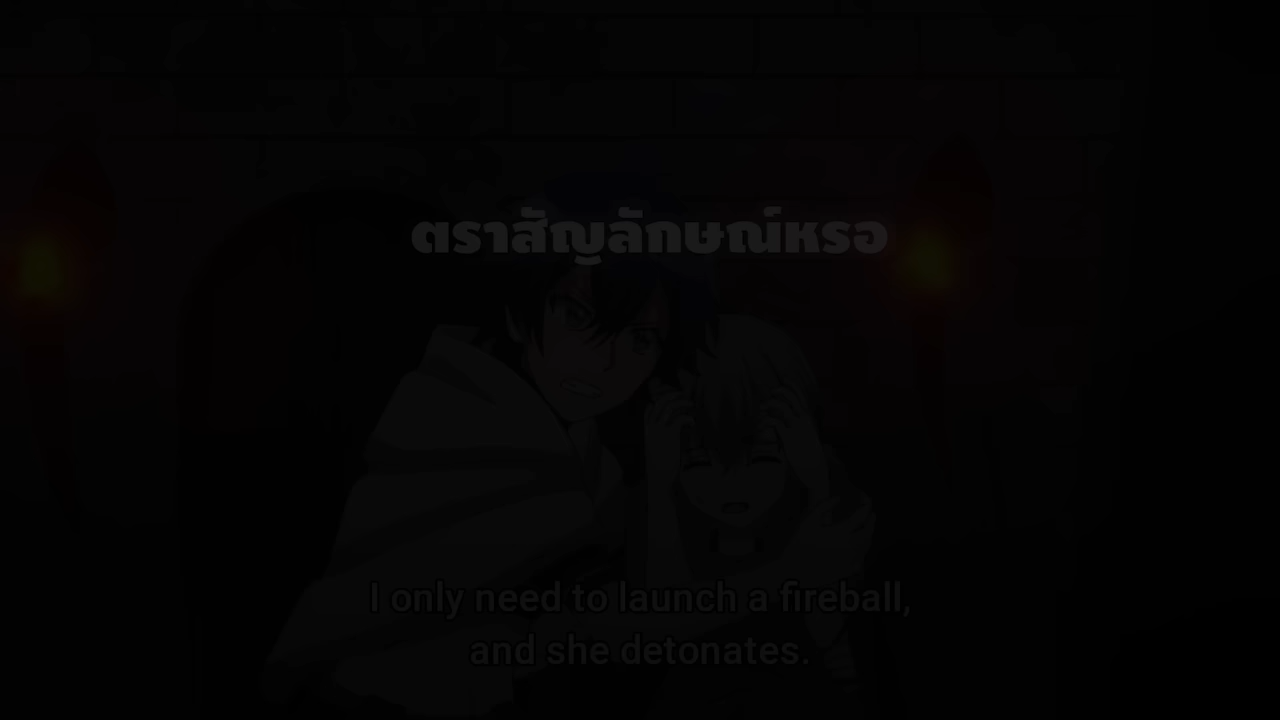 ตราสัญลักษณ์หรอ
I only need to launch a fireball,
and she detonates.